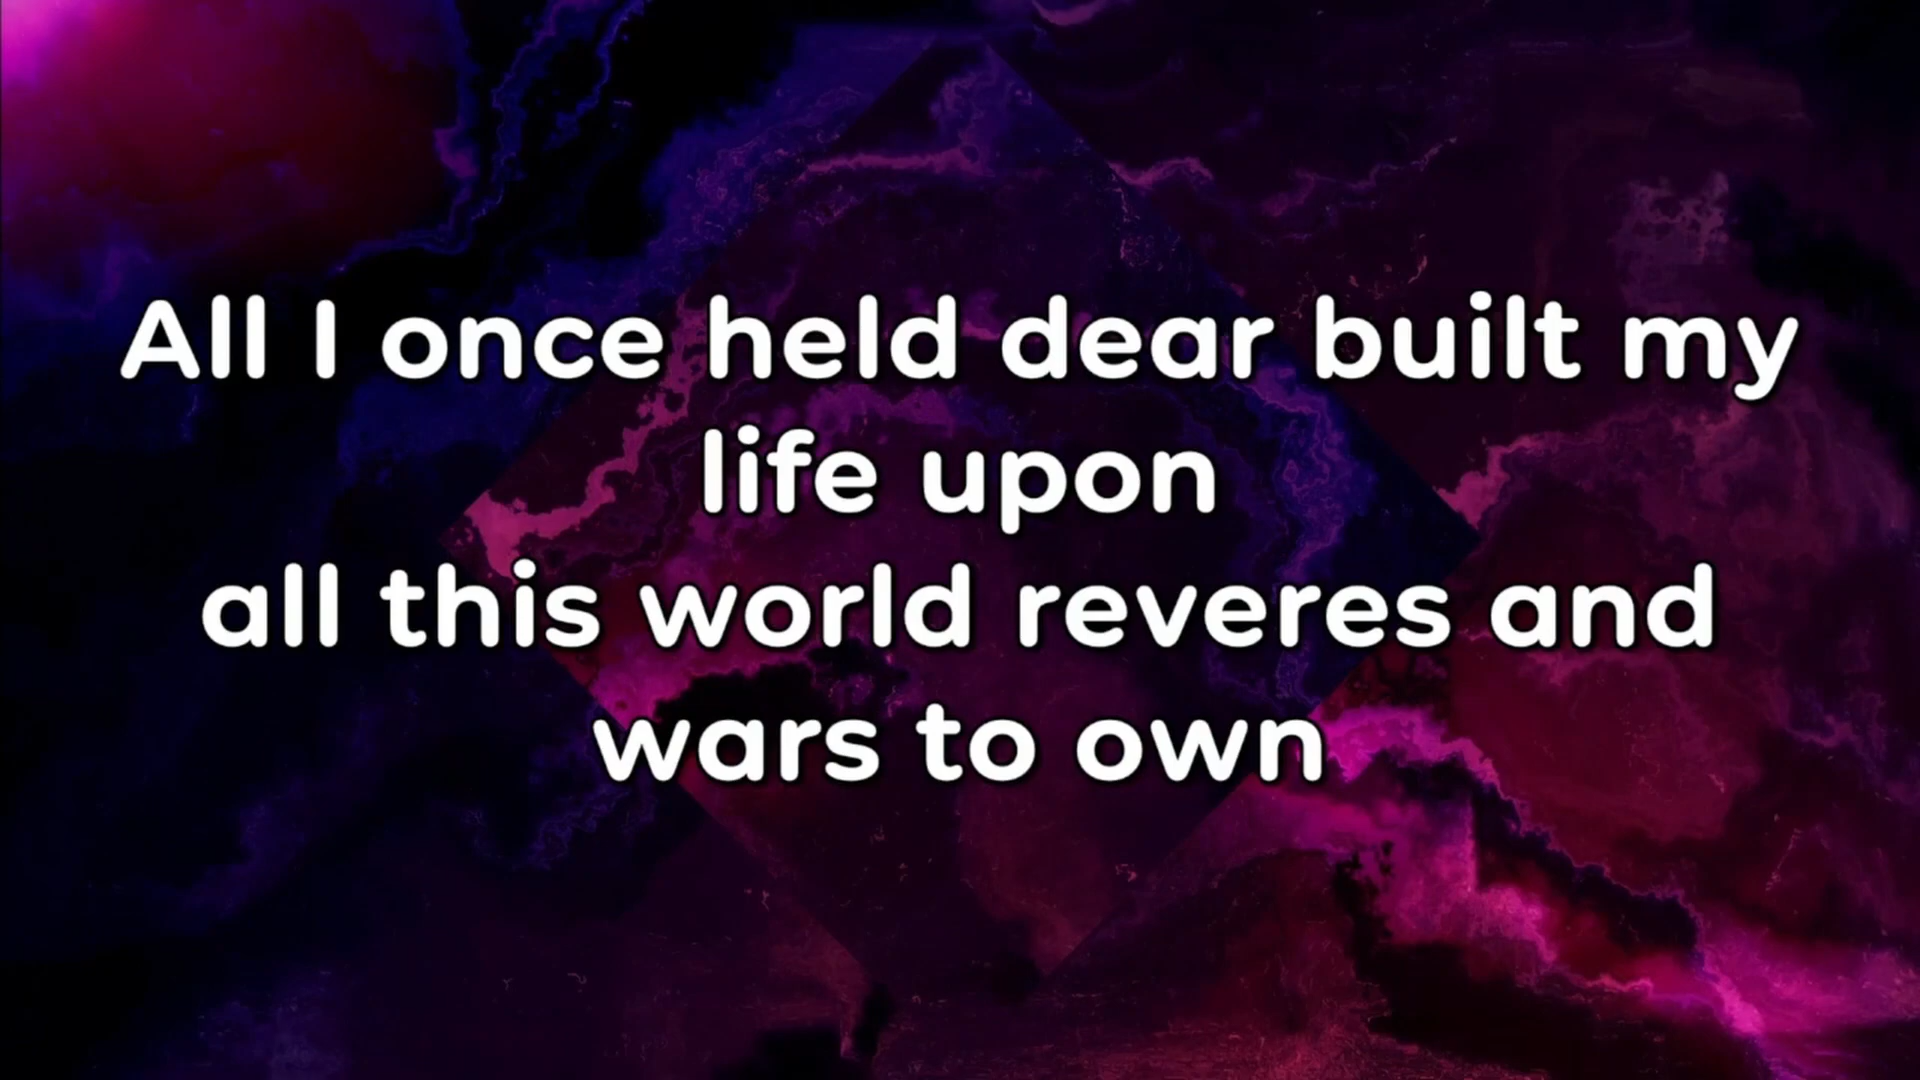 All I once held dear built my
life upon
all this world reveres and
wars to own